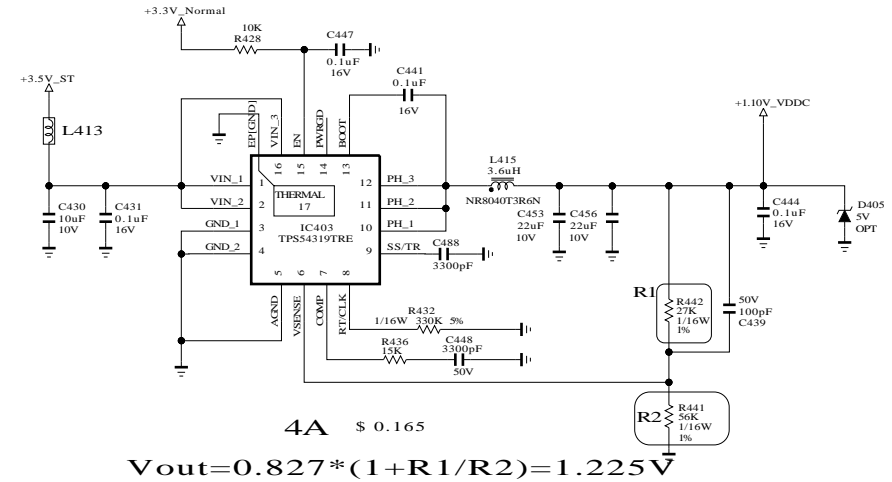 +3.3V_Normal
10K
R428
C447
0.1uF
16V
C441
0.1uF
16V
+3.5V_ST
L413
+1.10V_VDDC
EP[GND]
VIN_3
EN
PWRGD
BOOT
16
15
14
13
L415
3.6uH
NR8040T3R6N
VIN_1
1
THERMAL
17
12
PH_3
VIN_2
2
11
PH_2
GND_1
3
IC403
TPS54319TRE
10
PH_1
GND_2
4
9
SS/TR
C488
3300pF
C430
10uF
10V
C431
0.1uF
16V
C453
22uF
10V
C456
22uF
10V
C444
0.1uF
16V
D405
5V
OPT
5
6
7
8
AGND
VSENSE
COMP
RT/CLK
R432
1/16W 330K 5%
R436
15K
C448
3300pF
50V
R1
R442
27K
1/16W
1%
50V
100pF
C439
R2
R441
56K
1/16W
1%
4A $ 0.165
Vout=0.827*(1+R1/R2)=1.225V